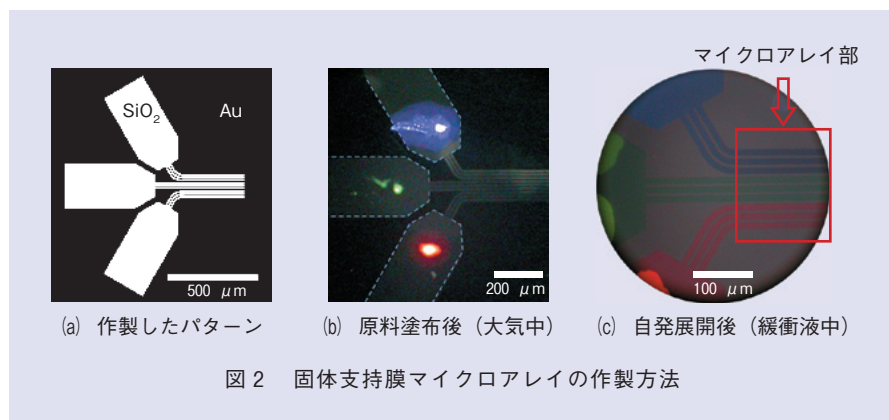 マイクロアレイ部
SiO₂
Au
500 μm
200 μm
100 μm
(a) 作製したパターン
(b) 原料塗布後（大気中）
(c) 自発展開後（緩衝液中）
図2 固体支持膜マイクロアレイの作製方法